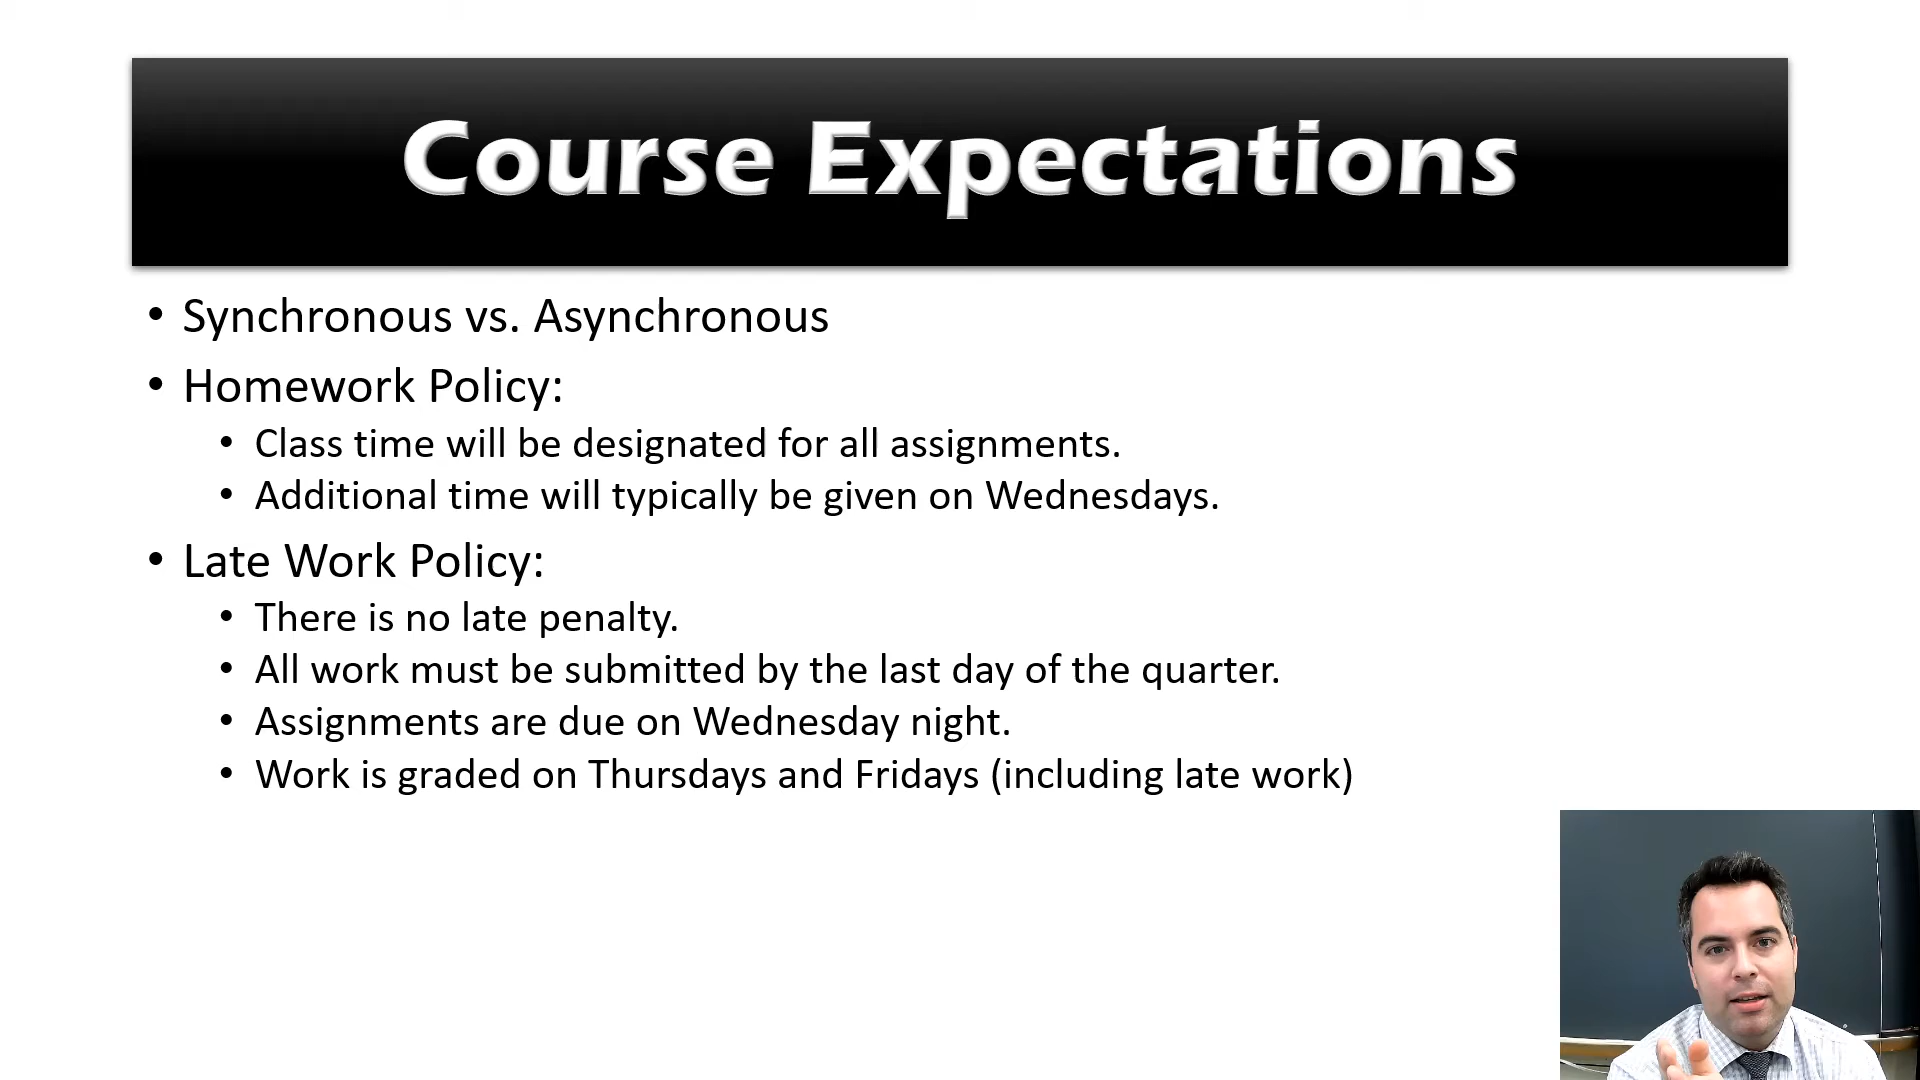 Course Expectations
• Synchronous vs. Asynchronous
• Homework Policy:
• Class time will be designated for all assignments.
• Additional time will typically be given on Wednesdays.
• Late Work Policy:
• There is no late penalty.
• All work must be submitted by the last day of the quarter.
• Assignments are due on Wednesday night.
• Work is graded on Thursdays and Fridays (including late work)